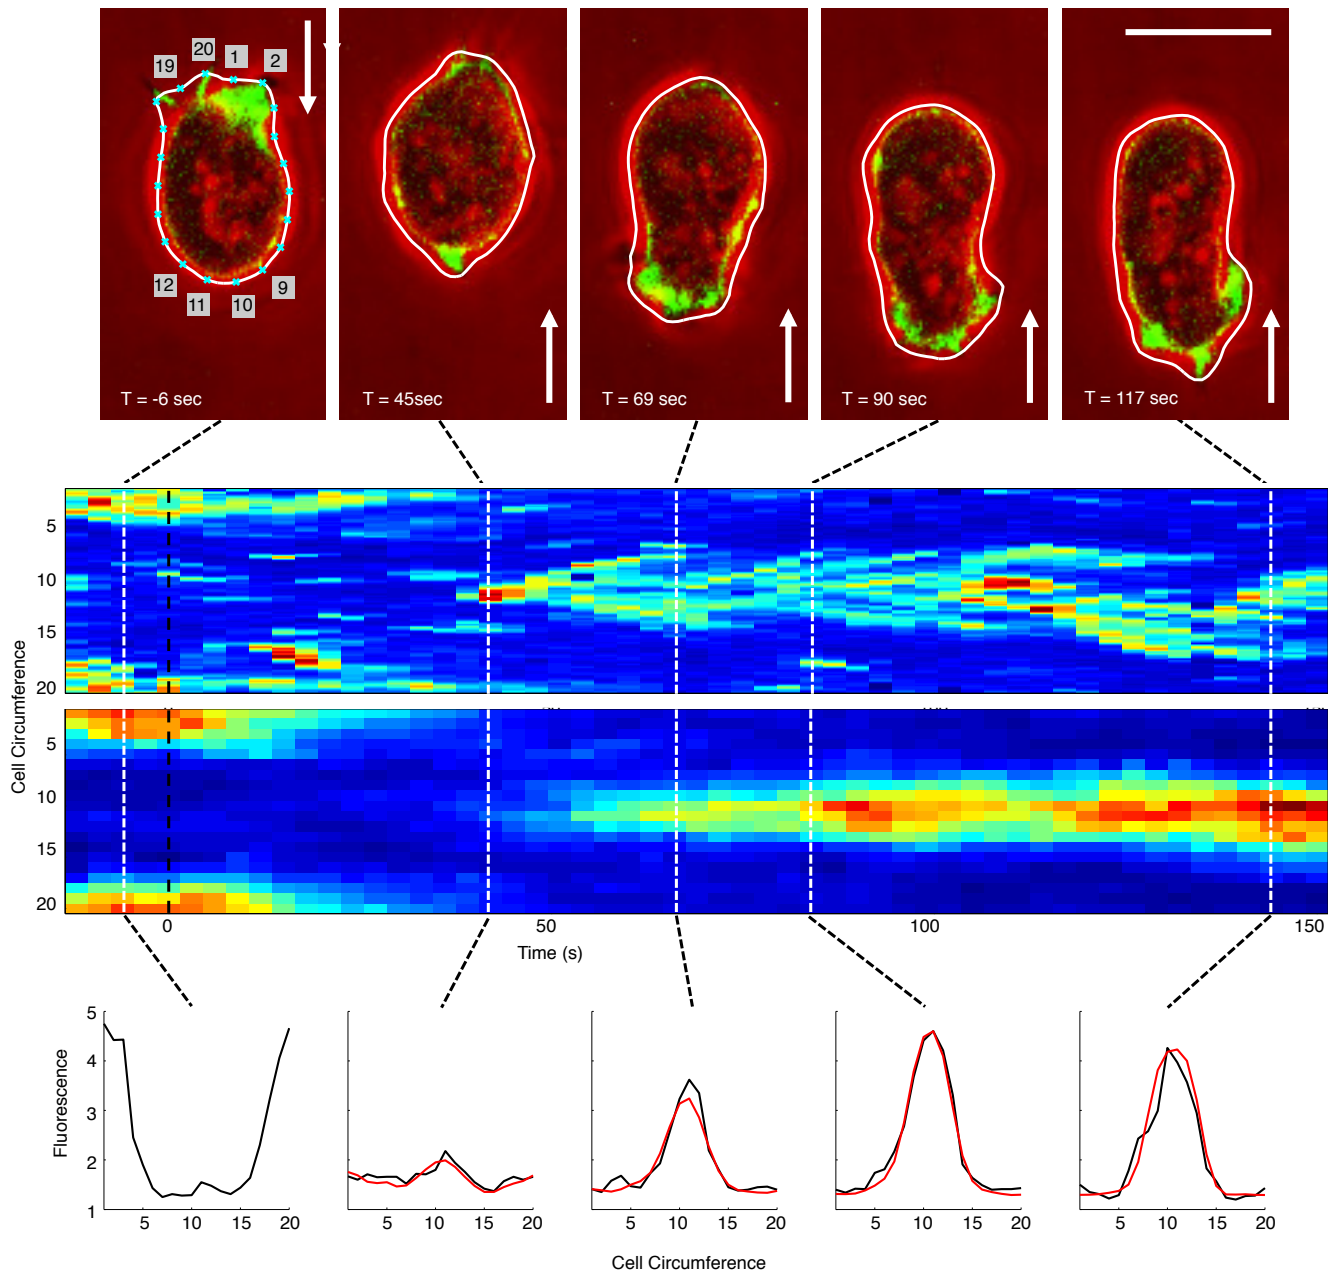 20 1 2
19
12 11 10 9
T = -6 sec
T = 45sec
T = 69 sec
T = 90 sec
T = 117 sec
5
10
15
20
Cell Circumference
5
10
15
20
0 50 100 150
Time (s)
Fluorescence
5
4
3
2
1
5 10 15 20
5 10 15 20
5 10 15 20
5 10 15 20
5 10 15 20
Cell Circumference